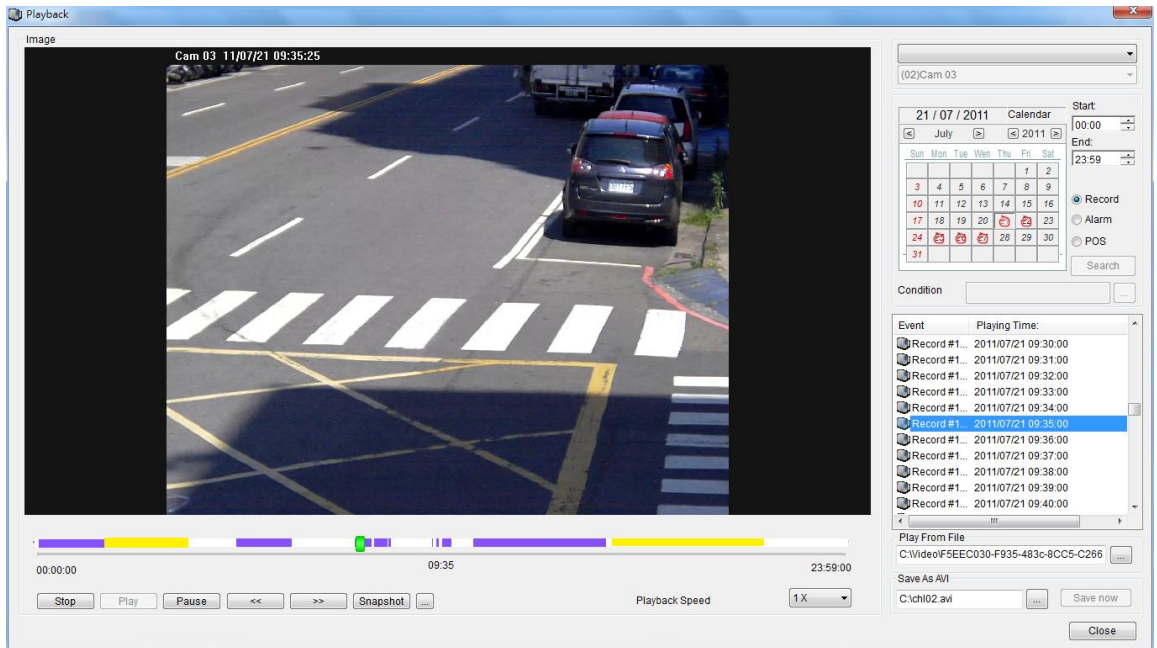 Playback
Image
Cam 03 11/07/21 09:35:25
(02)Cam 03
21 / 07 / 2011 Calendar
Start:
00:00
< July > < 2011 >
End:
23:59
Sun Mon Tue Wen Thu Fri Sat
1 2
3 4 5 6 7 8 9
10 11 12 13 14 15 16
17 18 19 20 23
24 28 29 30
31
Record
Alarm
POS
Search
Condition
...
Event Playing Time:
Record #1... 2011/07/21 09:30:00
Record #1... 2011/07/21 09:31:00
Record #1... 2011/07/21 09:32:00
Record #1... 2011/07/21 09:33:00
Record #1... 2011/07/21 09:34:00
Record #1... 2011/07/21 09:35:00
Record #1... 2011/07/21 09:36:00
Record #1... 2011/07/21 09:37:00
Record #1... 2011/07/21 09:38:00
Record #1... 2011/07/21 09:39:00
Record #1... 2011/07/21 09:40:00
Play From File
C:\Video\F5EEC030-F935-483c-8CC5-C266
...
Save As AVI
C:\chl02.avi
...
Save now
00:00:00 09:35 23:59:00
Stop Play Pause << >> Snapshot ...
Playback Speed 1 X
Close